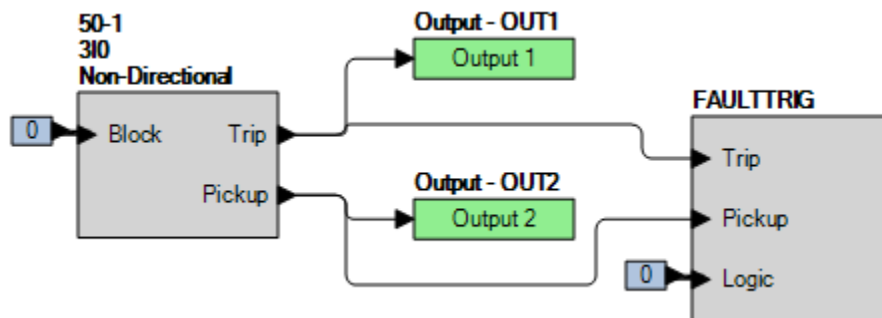 50-1
3I0
Non-Directional
0
Block
Trip
Pickup
Output - OUT1
Output 1
Output - OUT2
Output 2
FAULTTRIG
Trip
Pickup
0
Logic